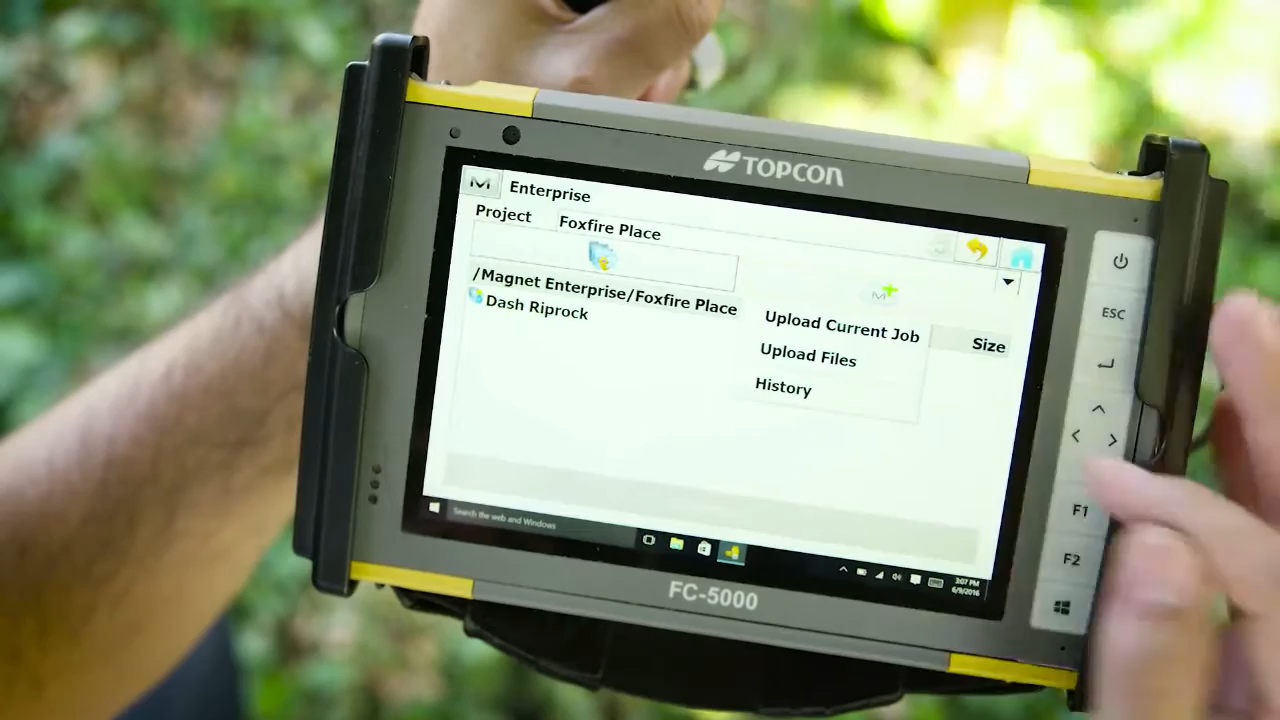 TOPCON
Enterprise
Project Foxfire Place
/Magnet Enterprise/Foxfire Place
Dash Riprock
Upload Current Job
Upload Files
History
Size
Search the web and Windows
3:07 PM
6/9/2016
FC-5000
ESC
F1
F2